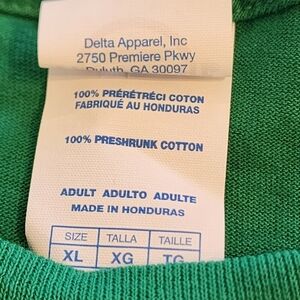 Delta Apparel, Inc
2750 Premiere Pkwy
Duluth, GA 30097
100% PRÉRÉTRÉCI COTON
FABRIQUÉ AU HONDURAS
100% PRESHRUNK COTTON
ADULT ADULTO ADULTE
MADE IN HONDURAS
SIZE TALLA TAILLE
XL XG TG